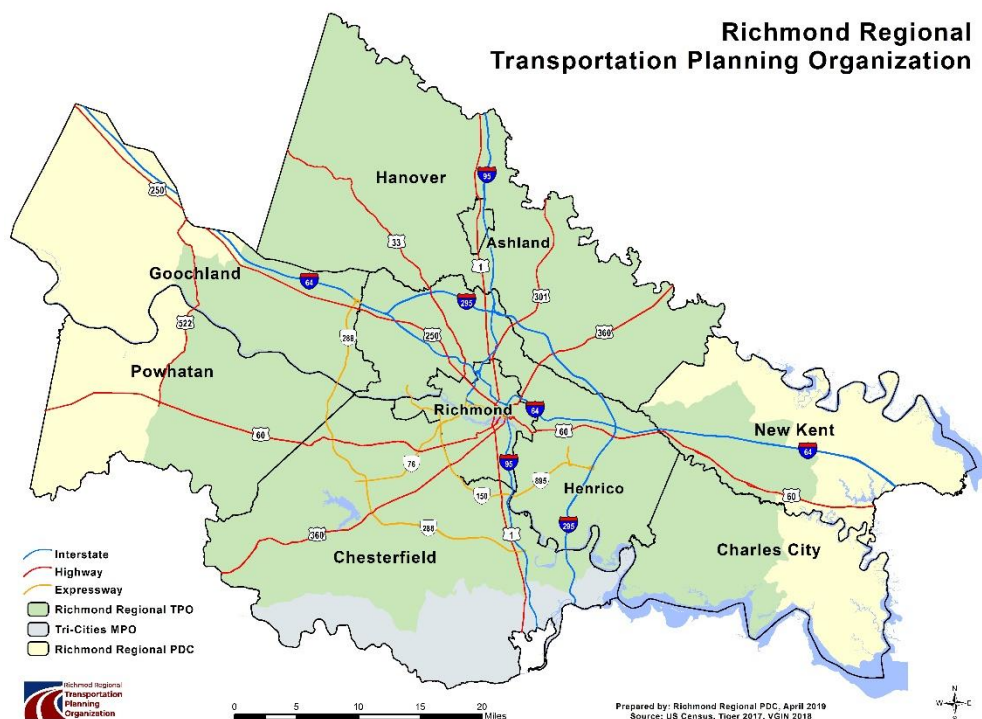 Richmond Regional
Transportation Planning Organization
95
Hanover
250
33
Ashland
Goochland
1
64
295
301
522
288
250
360
Powhatan
Richmond
64
New Kent
60
60
64
95
76
895
Henrico
150
60
360
288
1
295
Charles City
Chesterfield
Interstate
Highway
Expressway
Richmond Regional TPO
Tri-Cities MPO
Richmond Regional PDC
Richmond Regional
Transportation
Planning
Organization
0 5 10 20
Miles
Prepared by: Richmond Regional PDC, April 2019
Source: US Census, Tiger 2017, VGIN 2018
N
W E
S